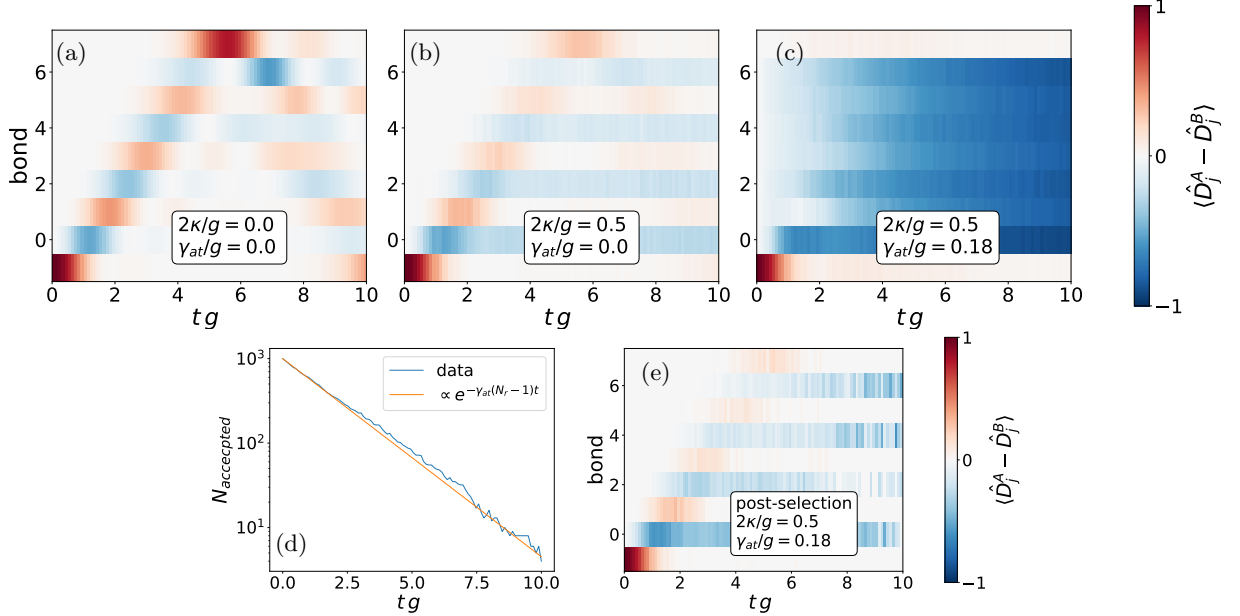 (a)
(b)
(c)
bond
6
4
2
0
2κ/g = 0.0
γ_at/g = 0.0
0 2 4 6 8 10
t g
6
4
2
0
2κ/g = 0.5
γ_at/g = 0.0
0 2 4 6 8 10
t g
6
4
2
0
2κ/g = 0.5
γ_at/g = 0.18
0 2 4 6 8 10
t g
1
0
−1
⟨D̂_j^A − D̂_j^B⟩
N_accecpted
10^3
10^2
10^1
data
∝ e^{−γ_at(N_r−1)t}
(d)
0.0 2.5 5.0 7.5 10.0
t g
(e)
bond
6
4
2
0
post-selection
2κ/g = 0.5
γ_at/g = 0.18
0 2 4 6 8 10
t g
1
0
−1
⟨D̂_j^A − D̂_j^B⟩